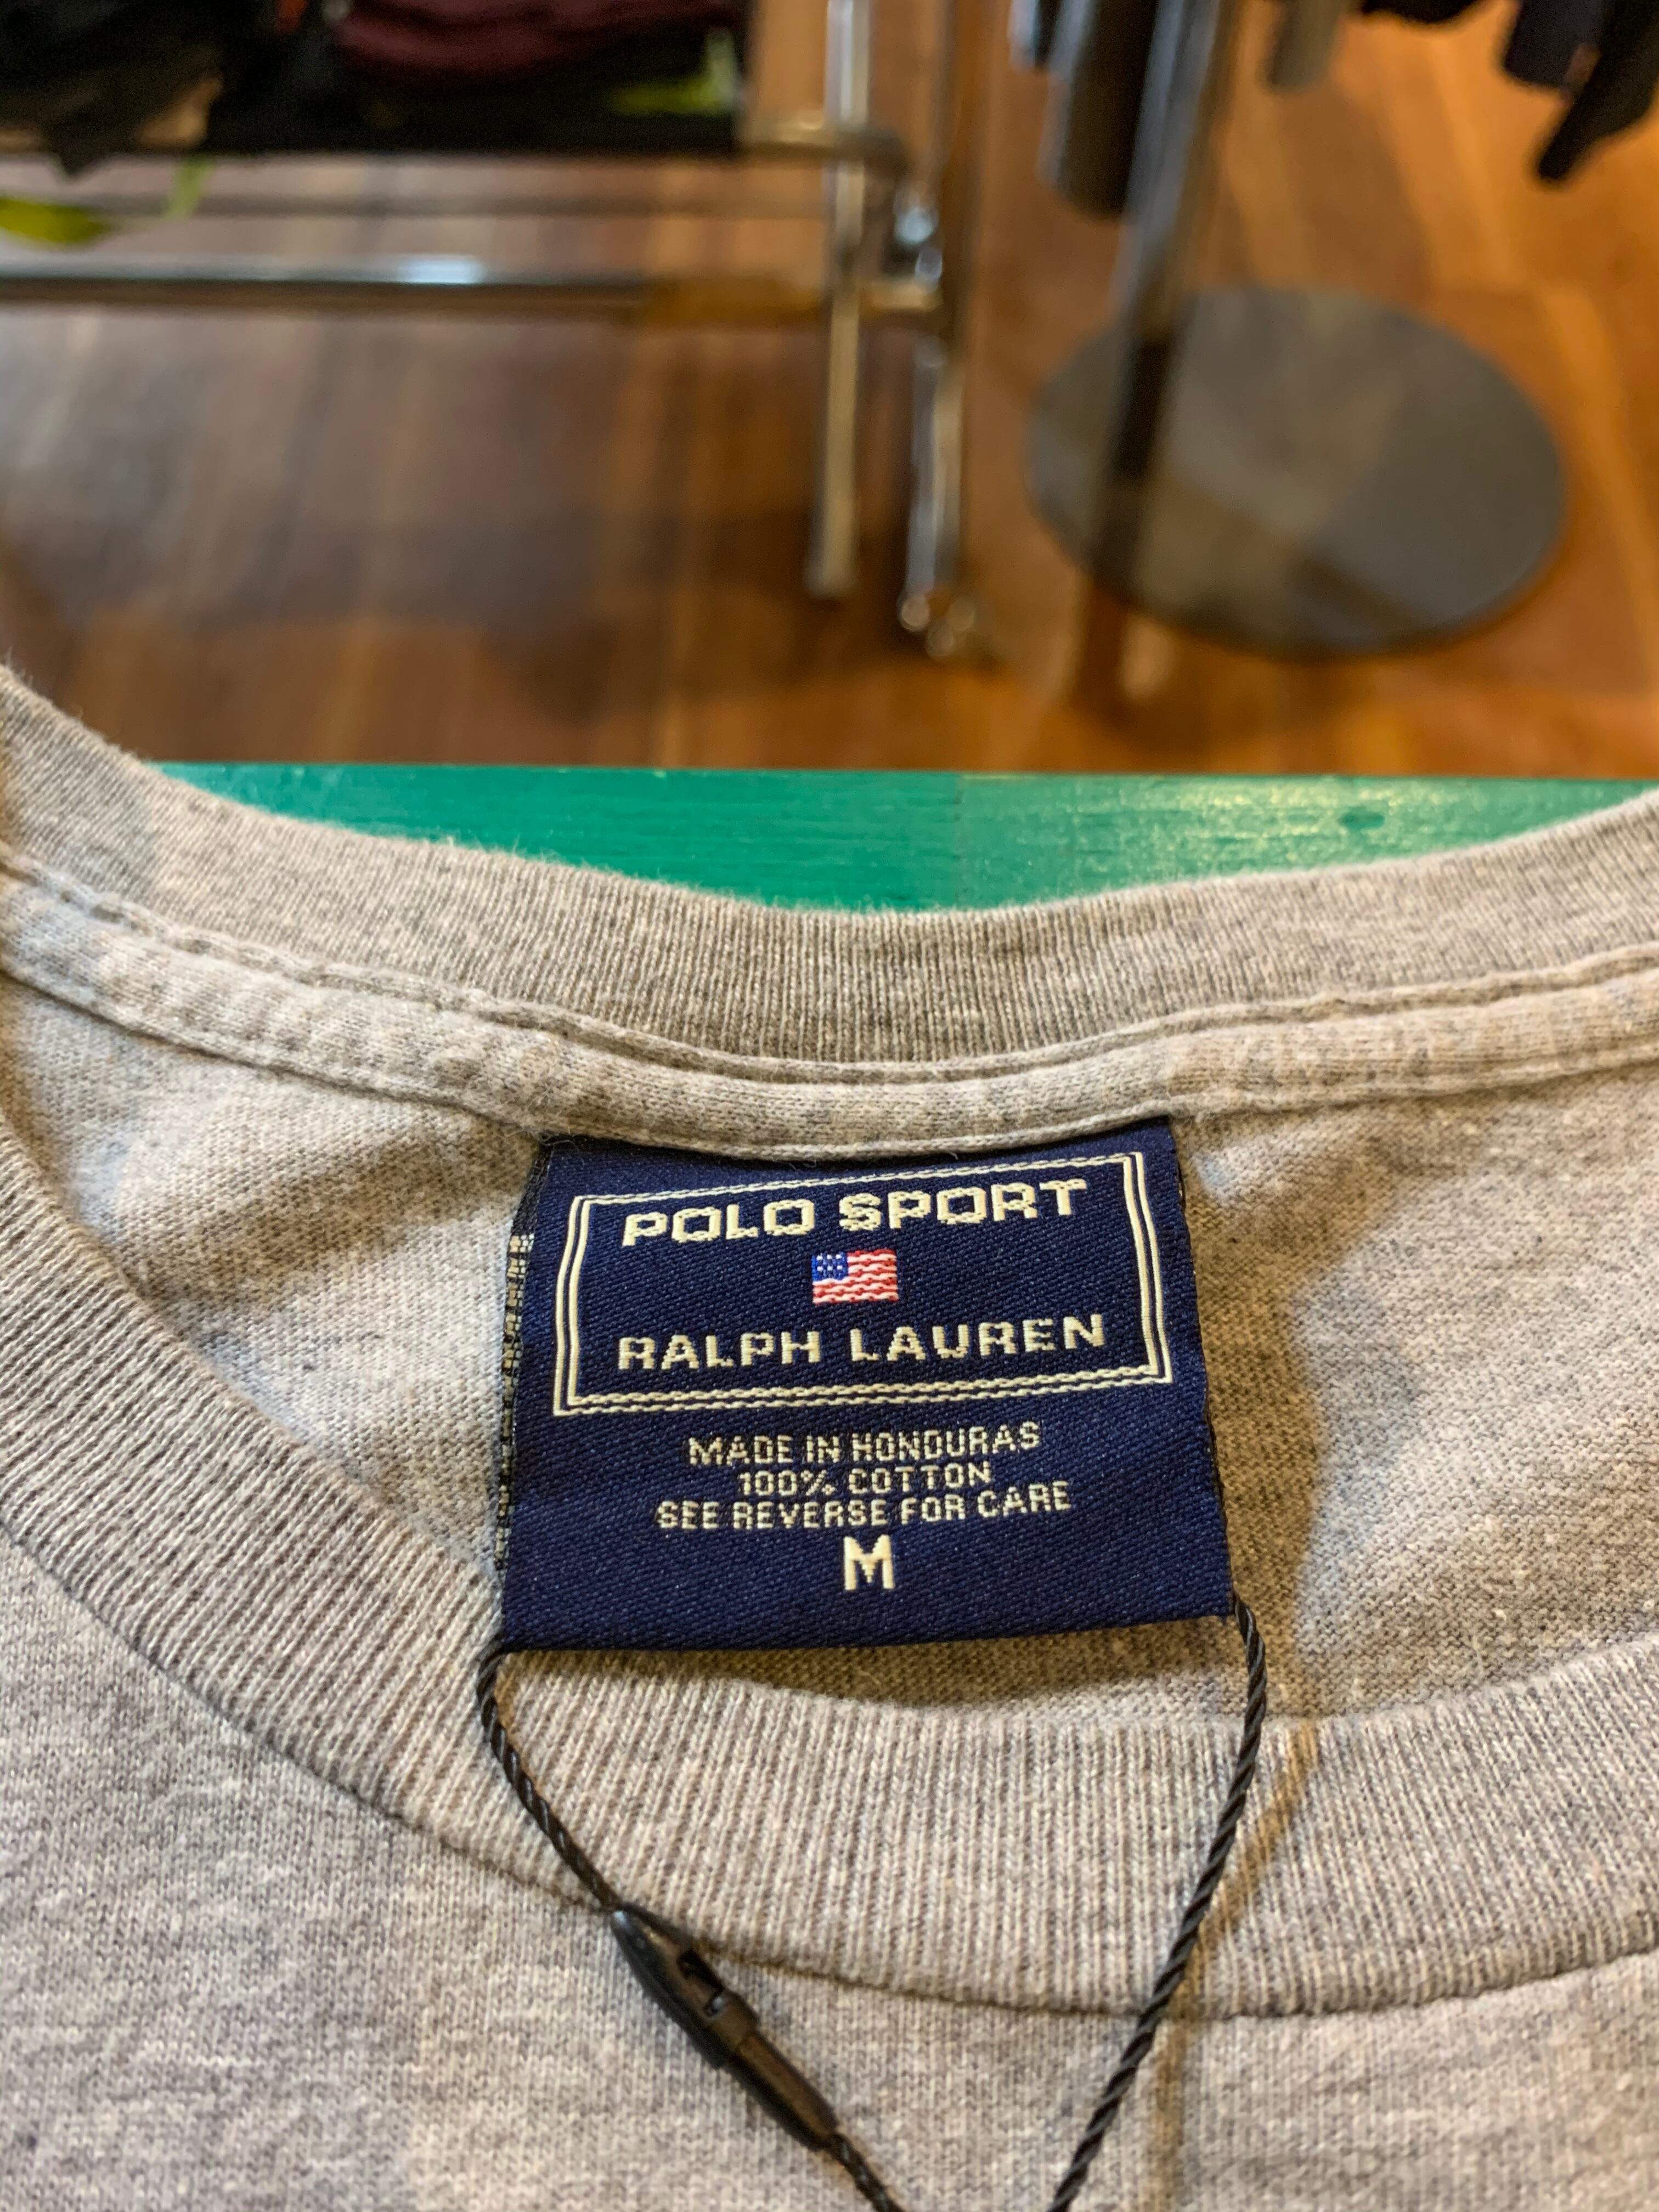 POLO SPORT
RALPH LAUREN
MADE IN HONDURAS
100% COTTON
SEE REVERSE FOR CARE
M